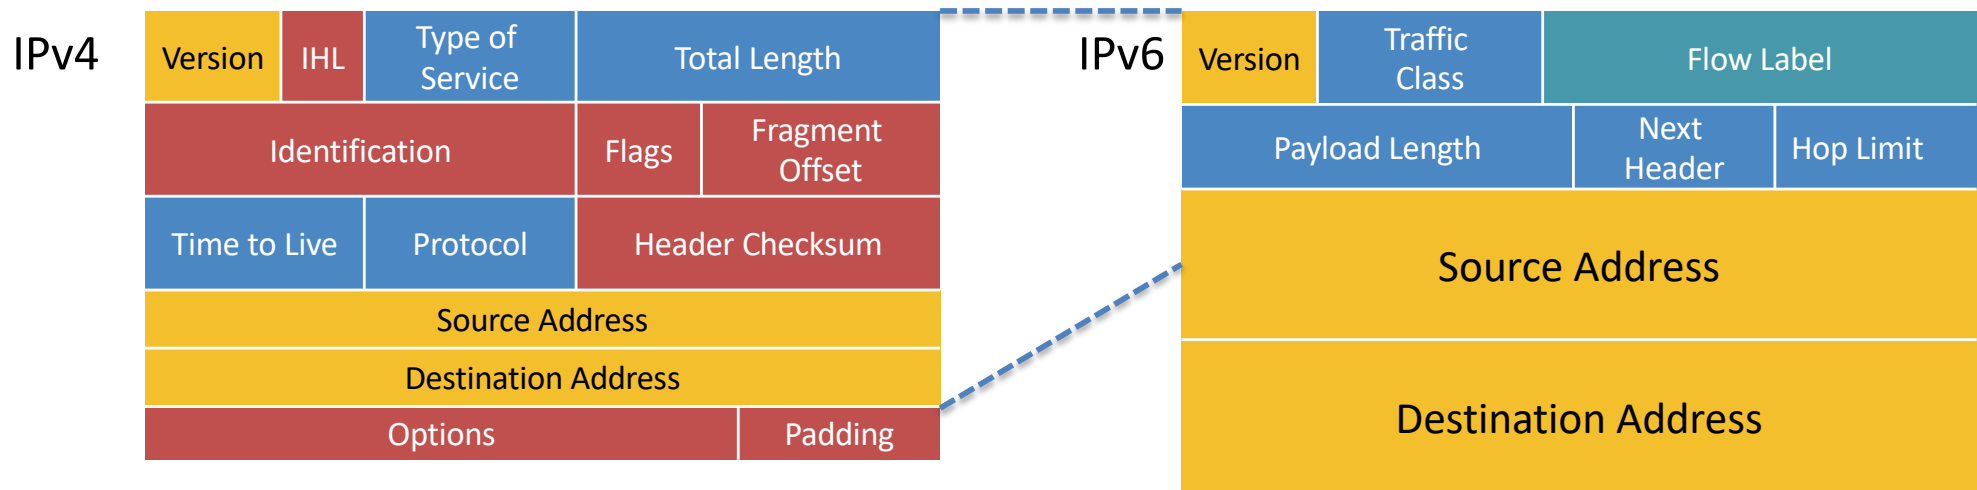 IPv4
Version
IHL
Type of
Service
Total Length
Identification
Flags
Fragment
Offset
Time to Live
Protocol
Header Checksum
Source Address
Destination Address
Options
Padding
IPv6
Version
Traffic
Class
Flow Label
Payload Length
Next
Header
Hop Limit
Source Address
Destination Address